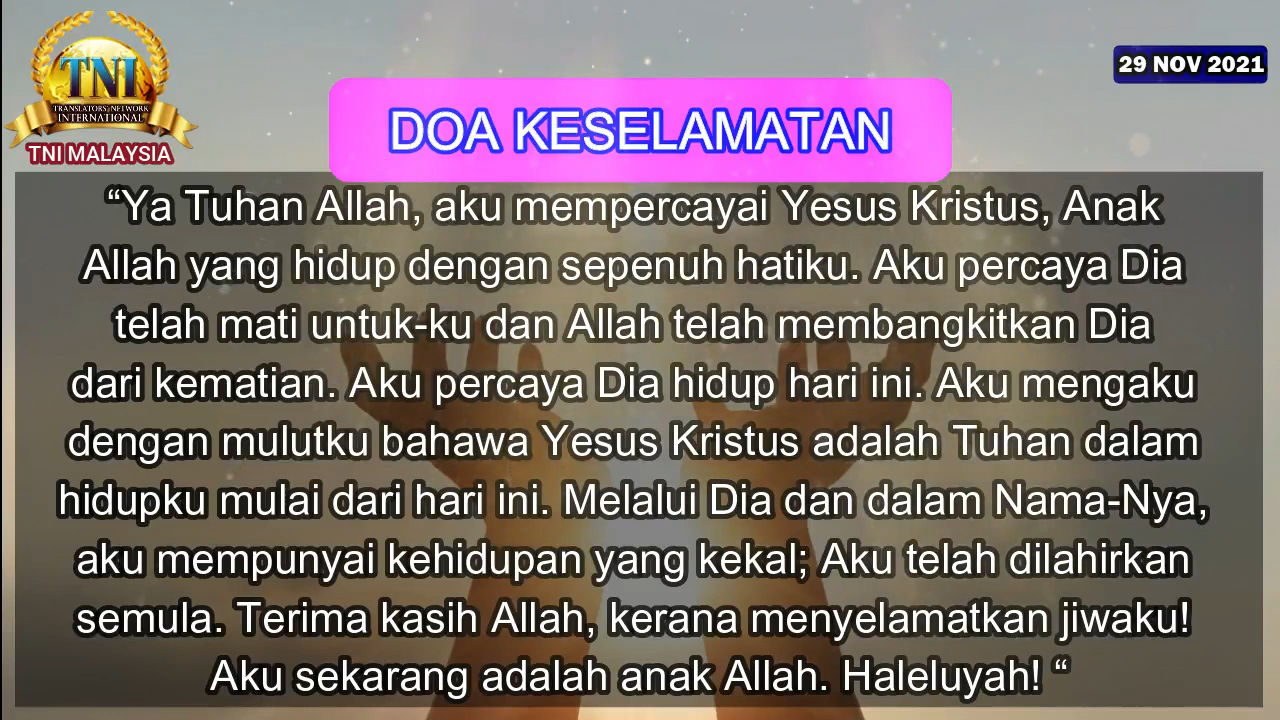 TNI
TRANSLATORS' NETWORK
INTERNATIONAL
TNI MALAYSIA
29 NOV 2021
DOA KESELAMATAN
“Ya Tuhan Allah, aku mempercayai Yesus Kristus, Anak
Allah yang hidup dengan sepenuh hatiku. Aku percaya Dia
telah mati untuk-ku dan Allah telah membangkitkan Dia
dari kematian. Aku percaya Dia hidup hari ini. Aku mengaku
dengan mulutku bahawa Yesus Kristus adalah Tuhan dalam
hidupku mulai dari hari ini. Melalui Dia dan dalam Nama-Nya,
aku mempunyai kehidupan yang kekal; Aku telah dilahirkan
semula. Terima kasih Allah, kerana menyelamatkan jiwaku!
Aku sekarang adalah anak Allah. Haleluyah! “